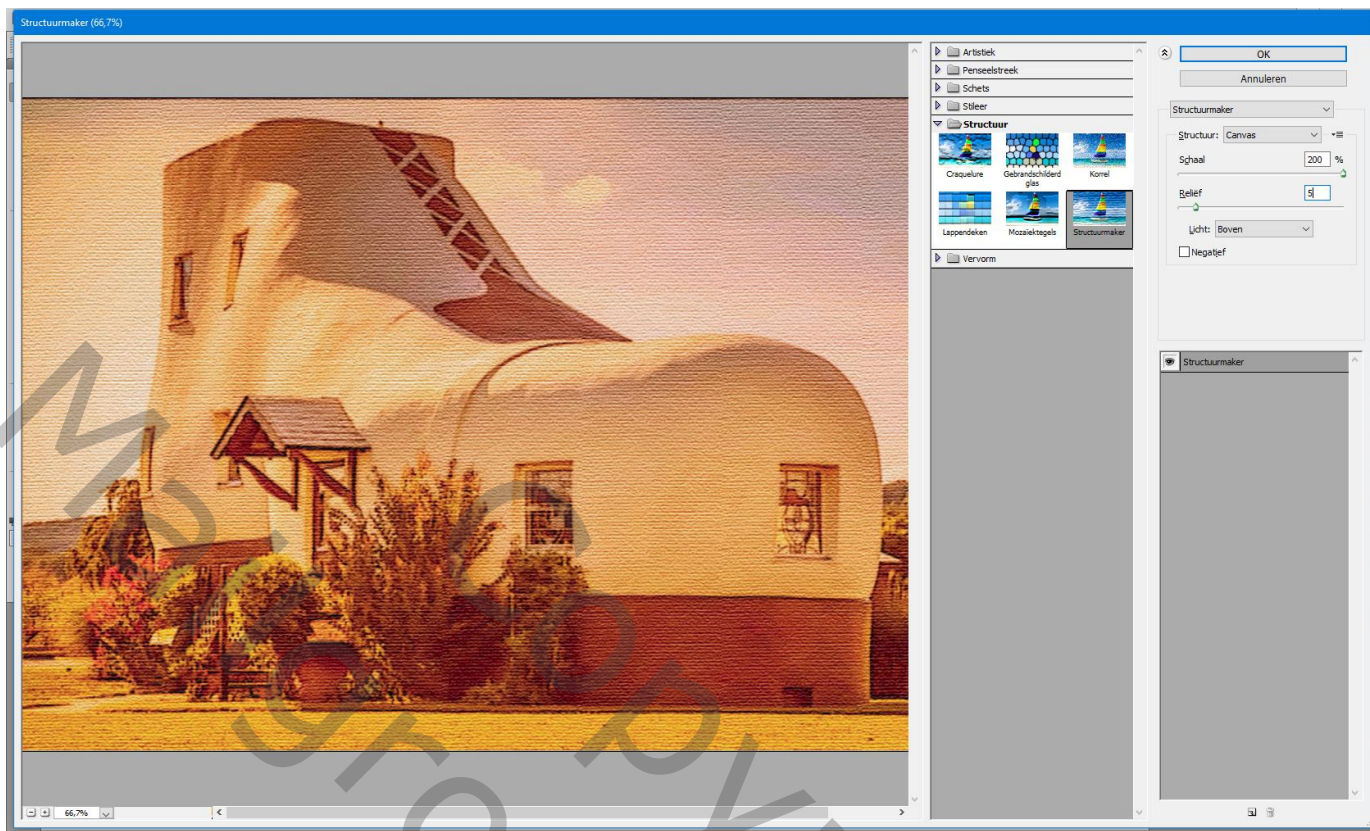 Structuurmaker (66,7%)
Artistiek
Penseelstreek
Schets
Stileer
Structuur
Craquelure
Gebrandschilderd glas
Korrel
Lappendeken
Mozaïektegels
Structuurmaker
Vervorm
66,7%
OK
Annuleren
Structuurmaker
Structuur: Canvas
Schaal 200 %
Reliëf 5
Licht: Boven
Negatief
Structuurmaker